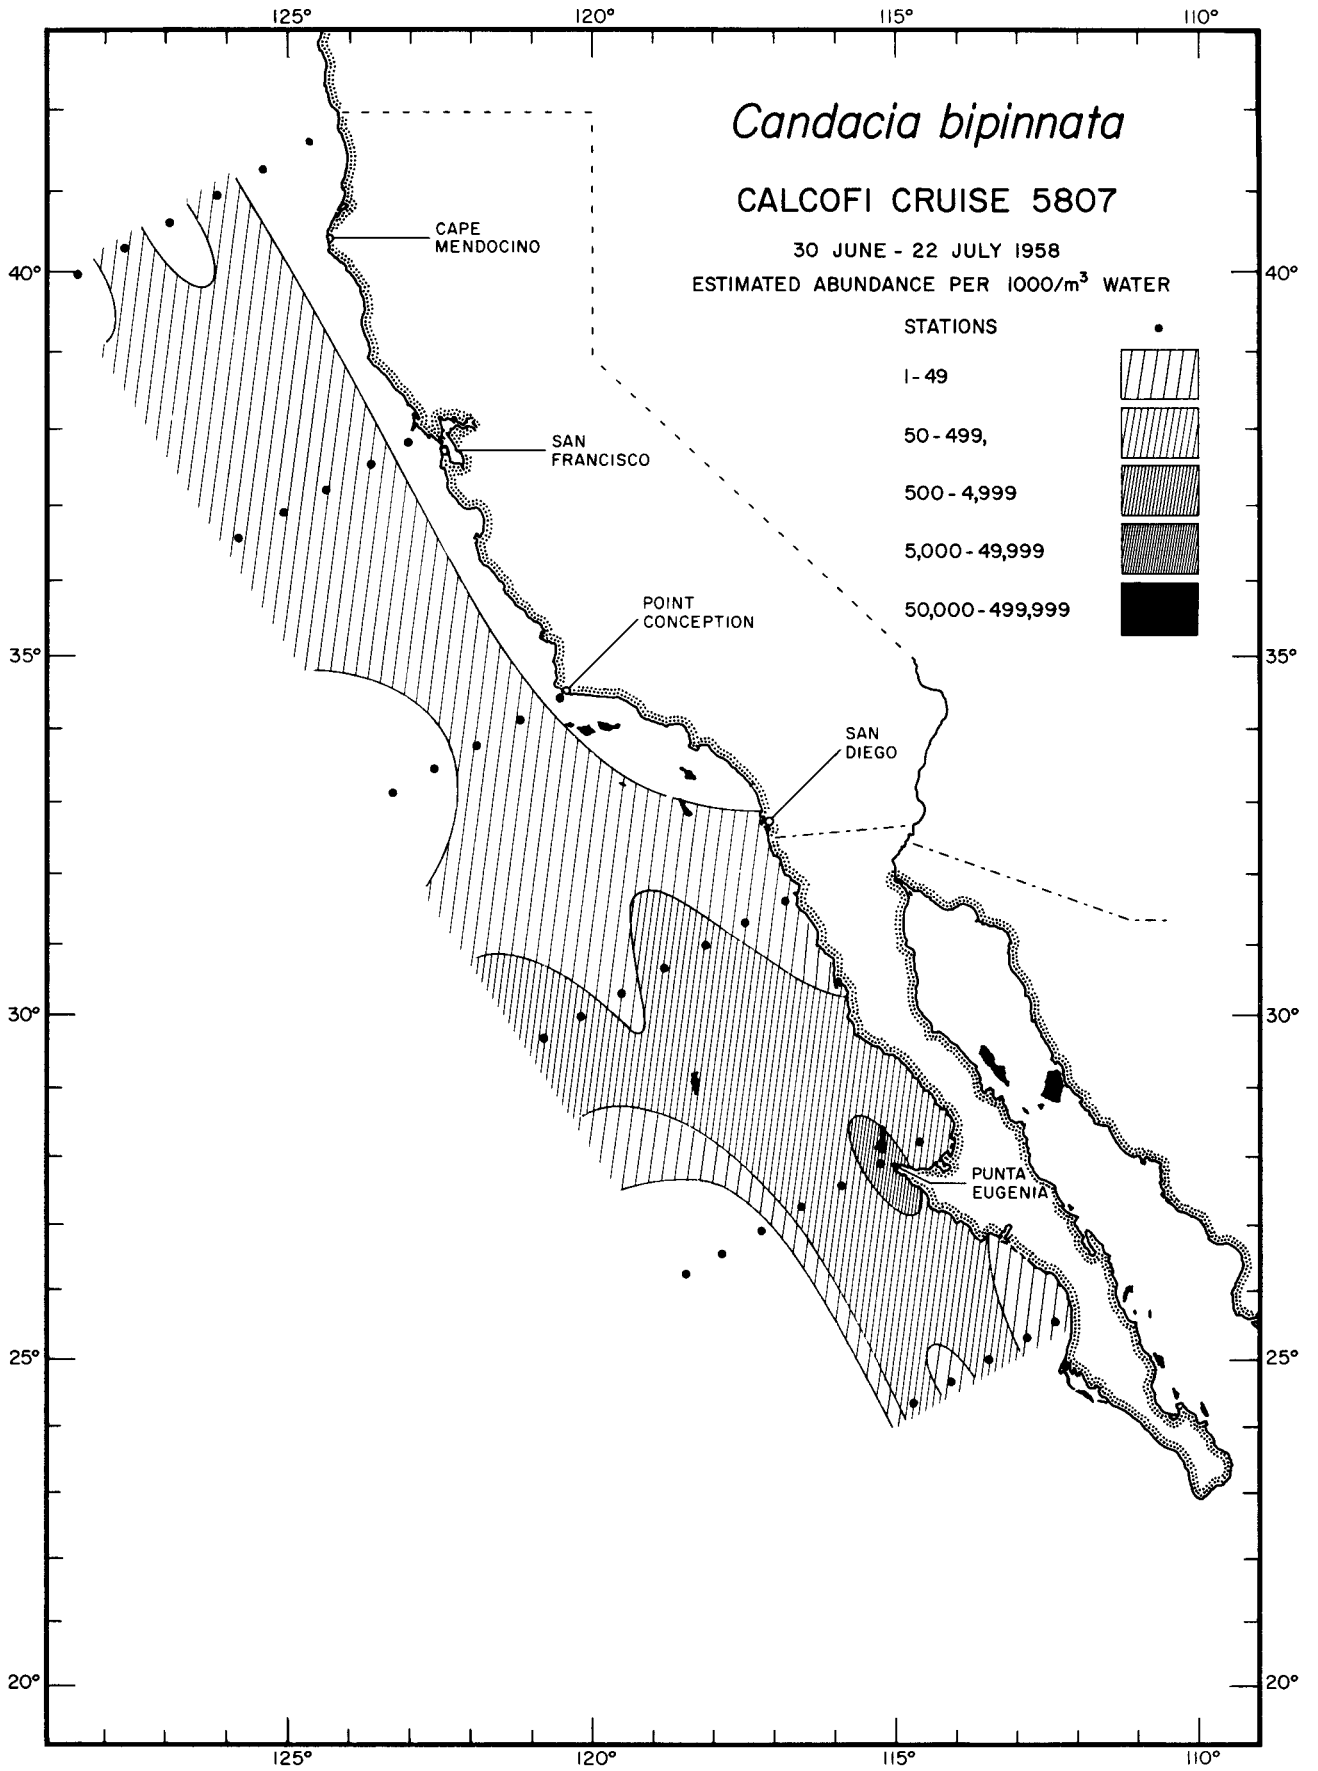 125° 120° 115° 110°
Candacia bipinnata
CALCOFI CRUISE 5807
30 JUNE - 22 JULY 1958
ESTIMATED ABUNDANCE PER 1000/m³ WATER
STATIONS
1-49
50-499,
500-4,999
5,000-49,999
50,000-499,999
CAPE
MENDOCINO
40° 40°
SAN
FRANCISCO
POINT
CONCEPTION
35° 35°
SAN
DIEGO
30° 30°
PUNTA
EUGENIA
25° 25°
20° 20°
125° 120° 115° 110°